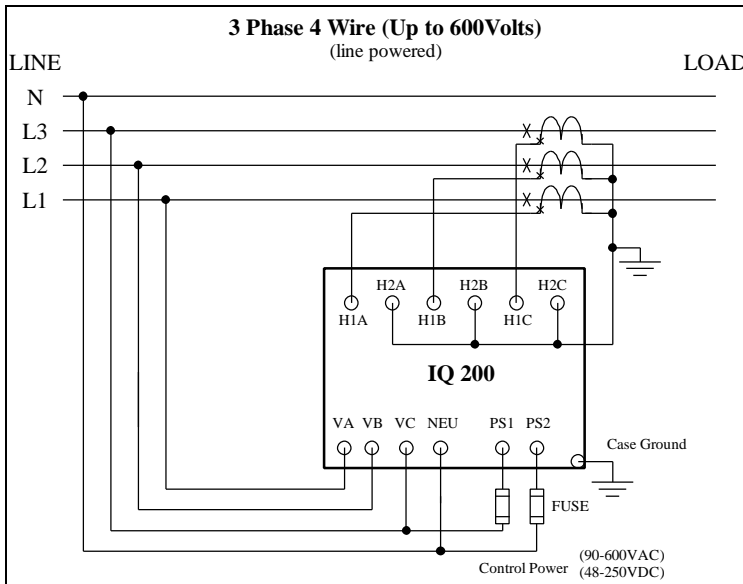 3 Phase 4 Wire (Up to 600Volts)
(line powered)
LINE
LOAD
N
L3
L2
L1
H2A
H2B
H2C
H1A
H1B
H1C
IQ 200
VA
VB
VC
NEU
PS1
PS2
Case Ground
FUSE
Control Power
(90-600VAC)
(48-250VDC)